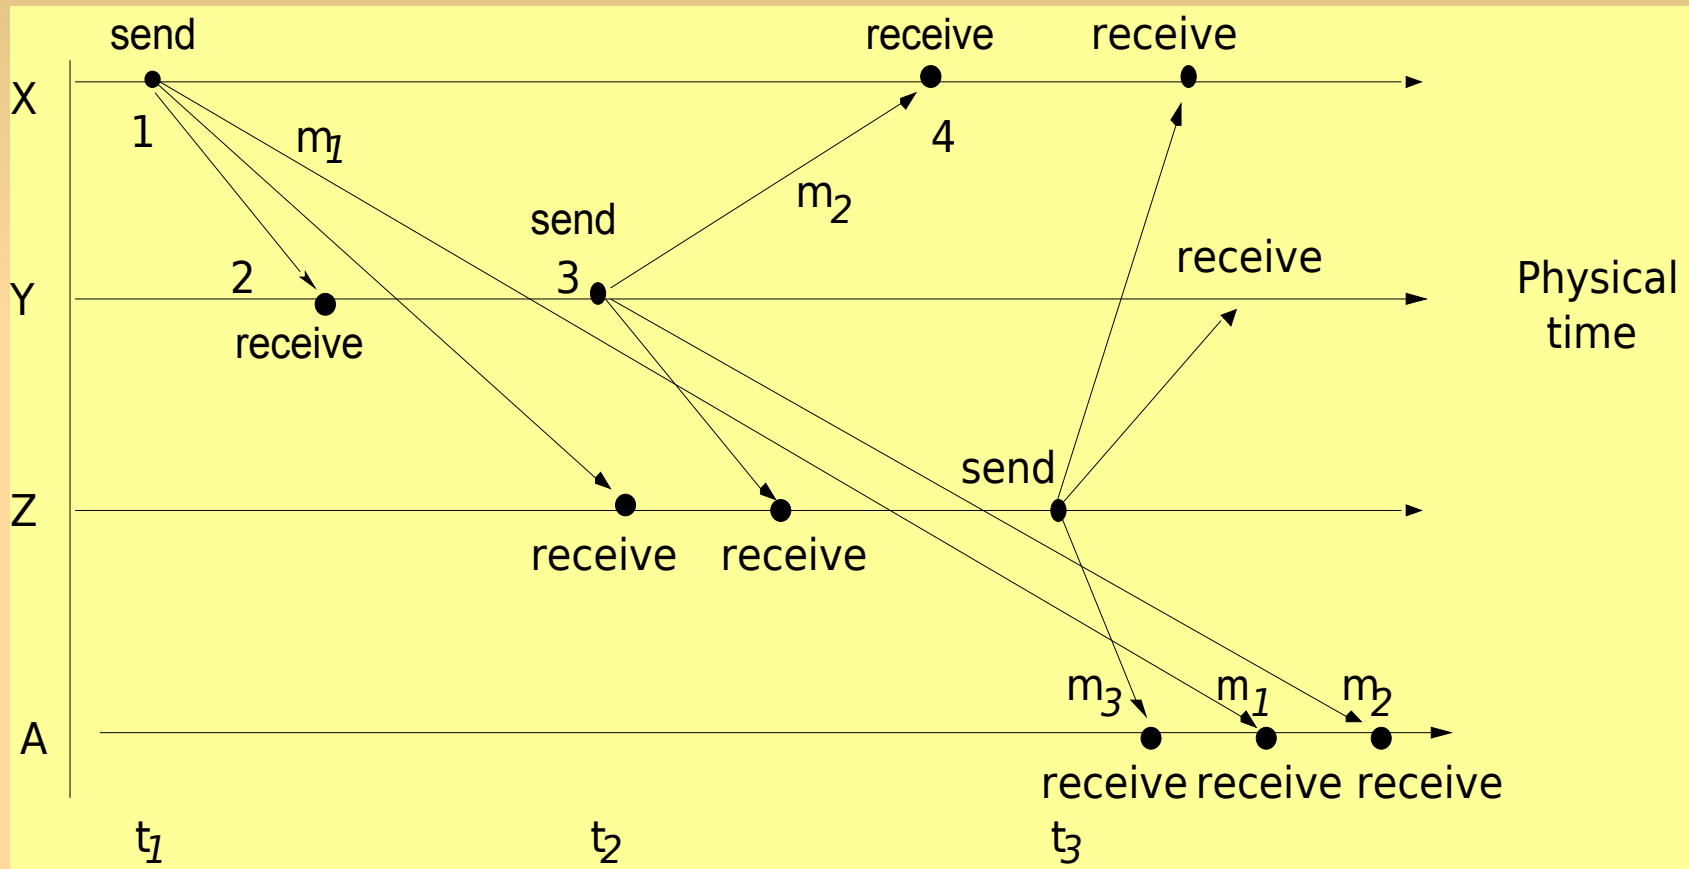 send
receive
receive
X
1
m1
4
m2
send
2
3
receive
Y
Physical
time
receive
send
Z
receive
receive
m3
m1
m2
A
receive
receive
receive
t1
t2
t3